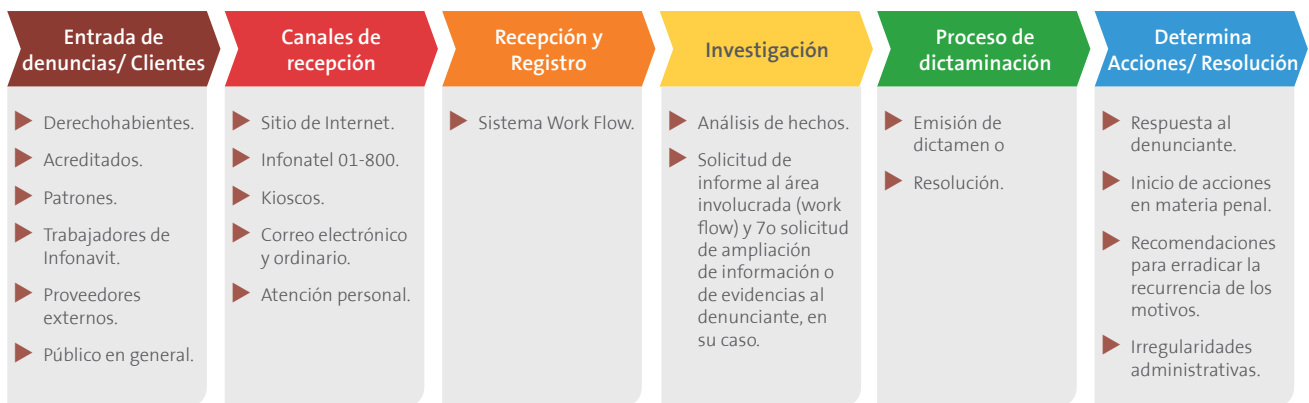 Entrada de
denuncias/ Clientes
Derechohabientes.
Acreditados.
Patrones.
Trabajadores de
Infonavit.
Proveedores
externos.
Público en general.
Canales de
recepción
Sitio de Internet.
Infonatel 01-800.
Kioscos.
Correo electrónico
y ordinario.
Atención personal.
Recepción y
Registro
Sistema Work Flow.
Investigación
Análisis de hechos.
Solicitud de
informe al área
involucrada (work
flow) y 7o solicitud
de ampliación
de información o
de evidencias al
denunciante, en
su caso.
Proceso de
dictaminación
Emisión de
dictamen o
Resolución.
Determina
Acciones/ Resolución
Respuesta al
denunciante.
Inicio de acciones
en materia penal.
Recomendaciones
para erradicar la
recurrencia de los
motivos.
Irregularidades
administrativas.